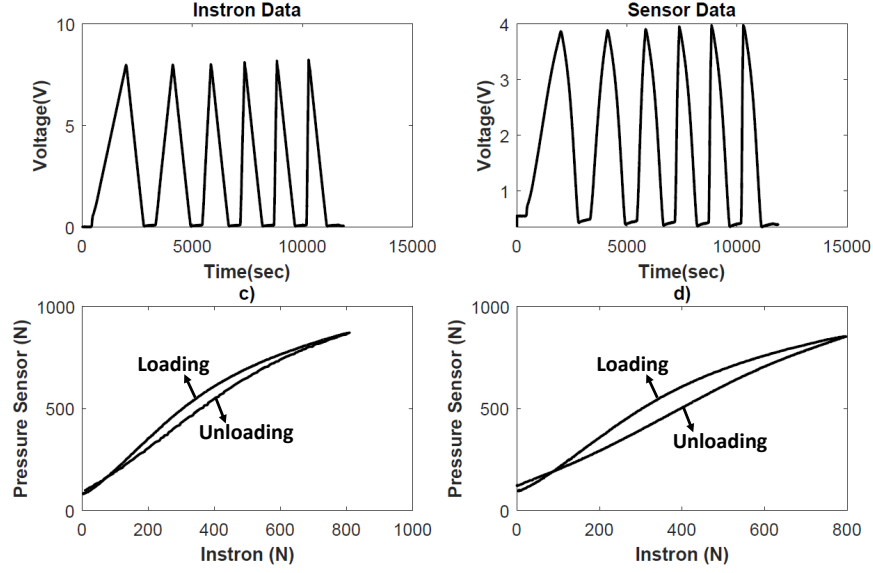 Instron Data
10
5
0
Voltage(V)
0 5000 10000 15000
Time(sec)
Sensor Data
4
3
2
1
Voltage(V)
0 5000 10000 15000
Time(sec)
c)
1000
500
0
Pressure Sensor (N)
Loading
Unloading
0 200 400 600 800 1000
Instron (N)
d)
1000
500
0
Pressure Sensor (N)
Loading
Unloading
0 200 400 600 800
Instron (N)